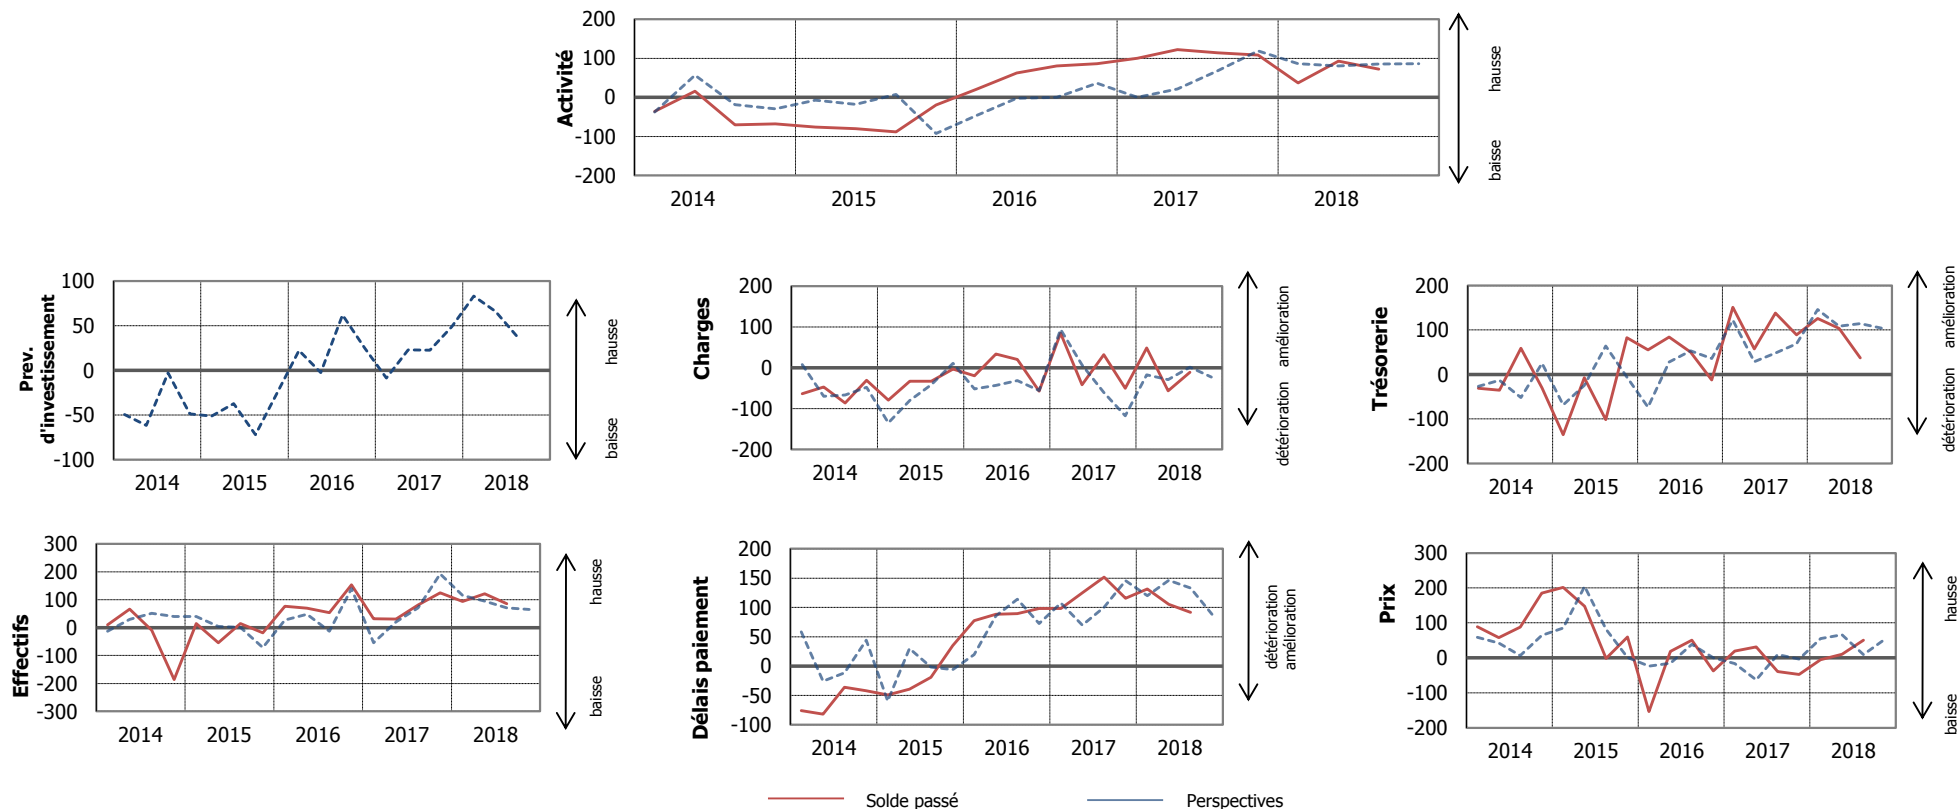 Activité
200
100
0
-100
-200
2014 2015 2016 2017 2018
hausse
baisse
Prev.
d'investissement
100
50
0
-50
-100
2014 2015 2016 2017 2018
hausse
baisse
Charges
200
100
0
-100
-200
2014 2015 2016 2017 2018
amélioration
détérioration
Trésorerie
200
100
0
-100
-200
2014 2015 2016 2017 2018
amélioration
détérioration
Effectifs
300
200
100
0
-100
-200
-300
2014 2015 2016 2017 2018
hausse
baisse
Délais paiement
200
150
100
50
0
-50
-100
2014 2015 2016 2017 2018
détérioration
amélioration
Prix
300
200
100
0
-100
-200
2014 2015 2016 2017 2018
hausse
baisse
Solde passé Perspectives